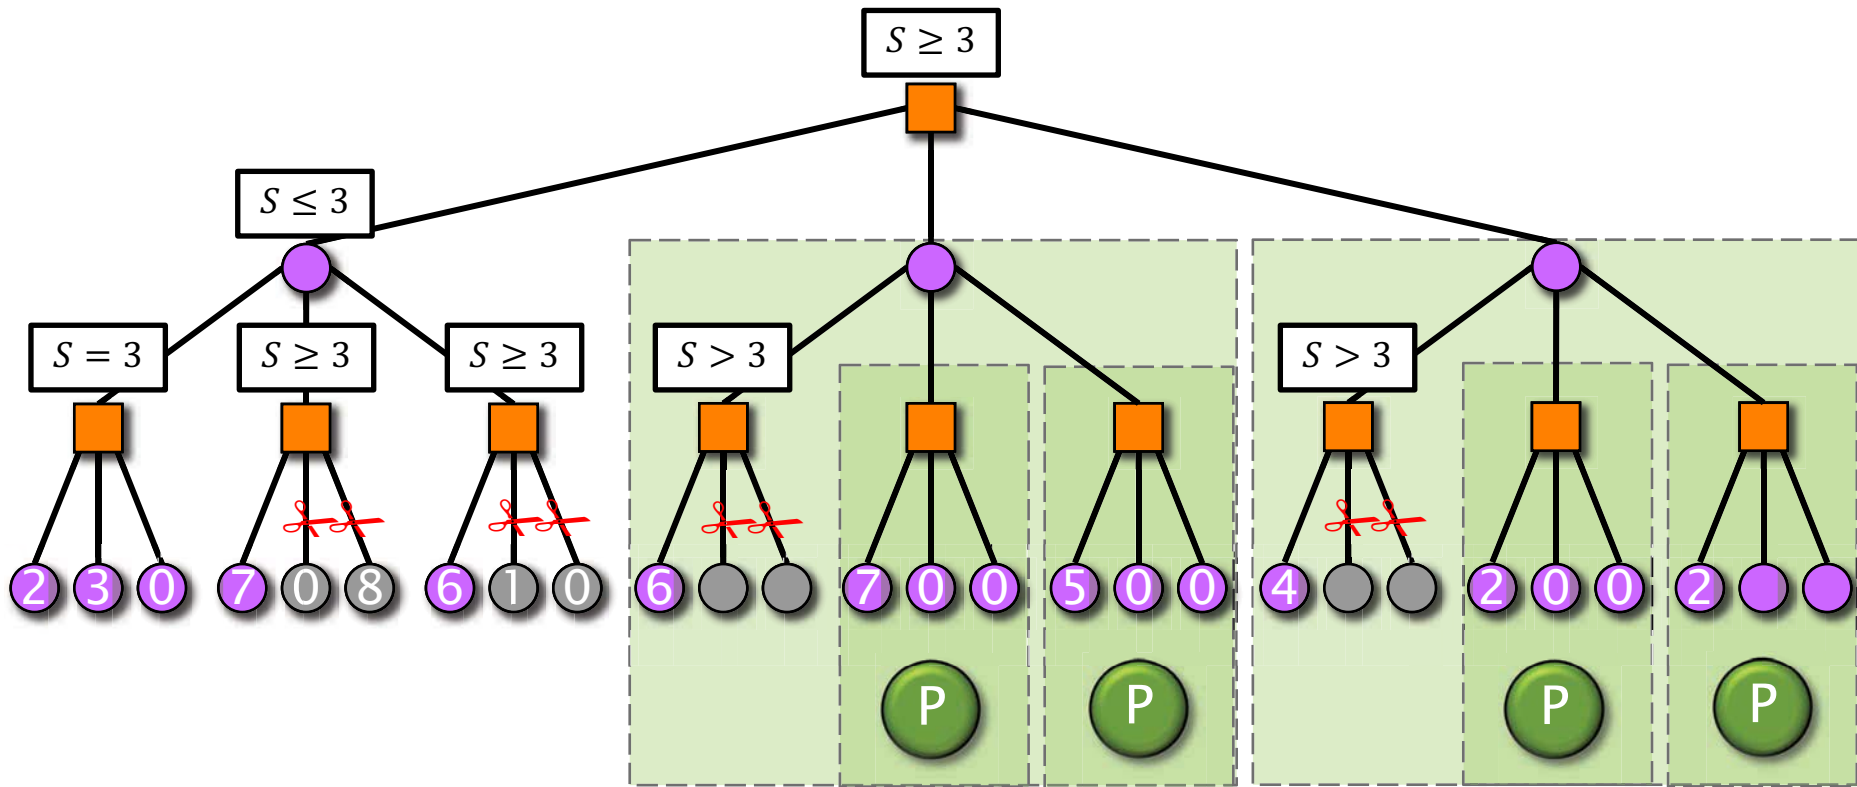 S ≥ 3
S ≤ 3
S = 3 S ≥ 3 S ≥ 3 S > 3 S > 3
2 3 0 7 0 8 6 1 0 6 7 0 0 5 0 0 4 2 0 0 2
P P P P